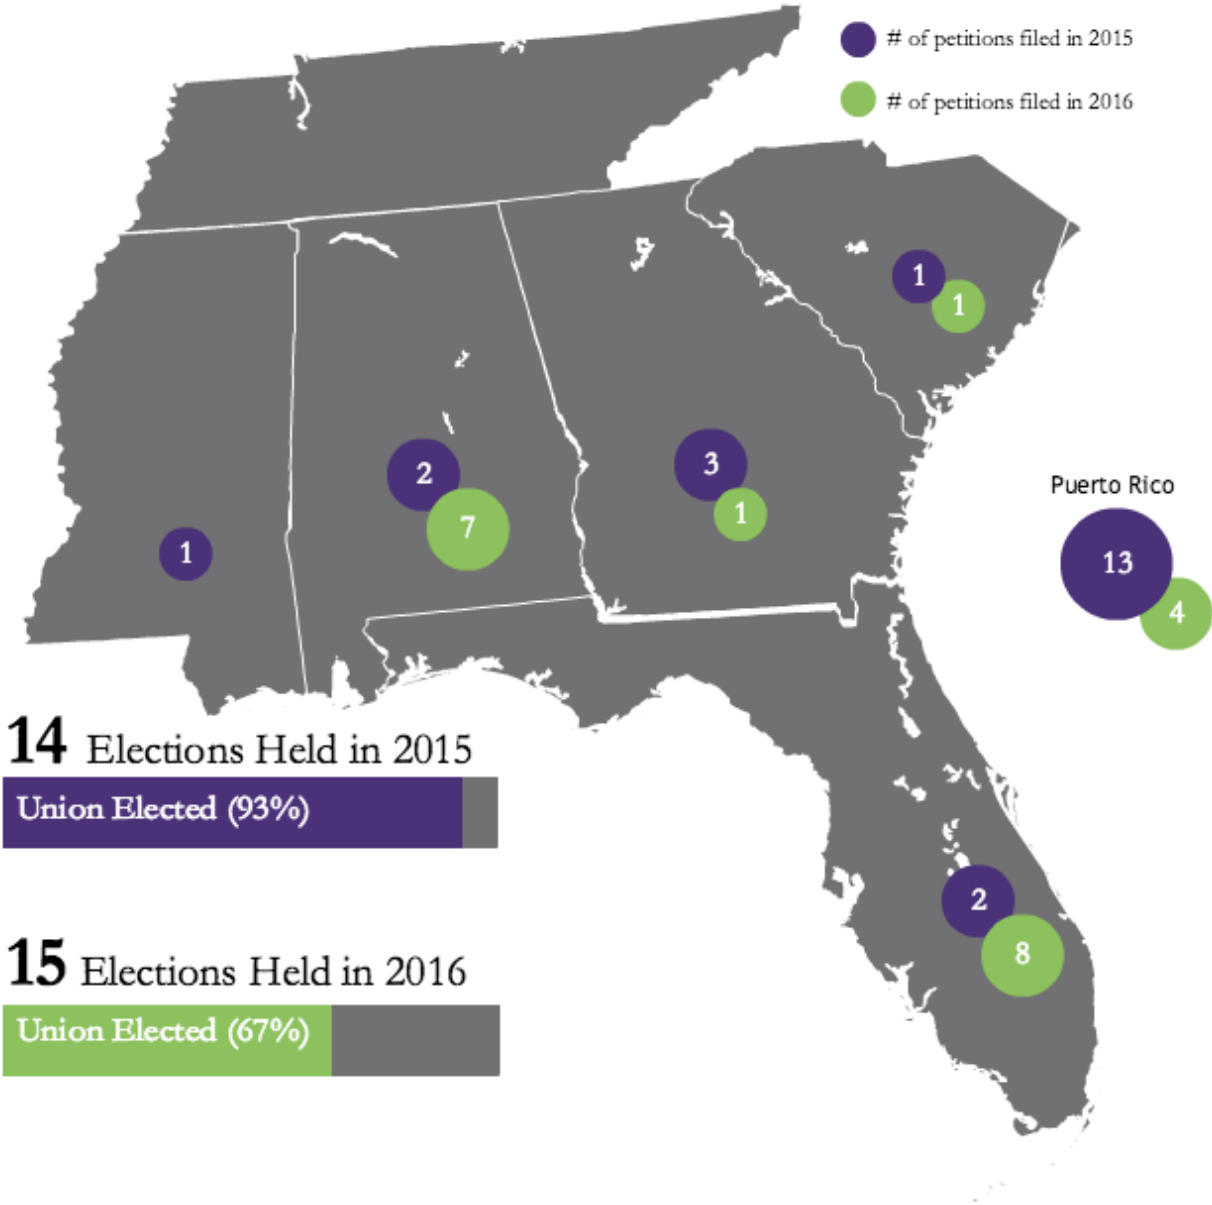 # of petitions filed in 2015
# of petitions filed in 2016
1
1
3
1
2
7
1
Puerto Rico
13
4
14 Elections Held in 2015
Union Elected (93%)
2
8
15 Elections Held in 2016
Union Elected (67%)